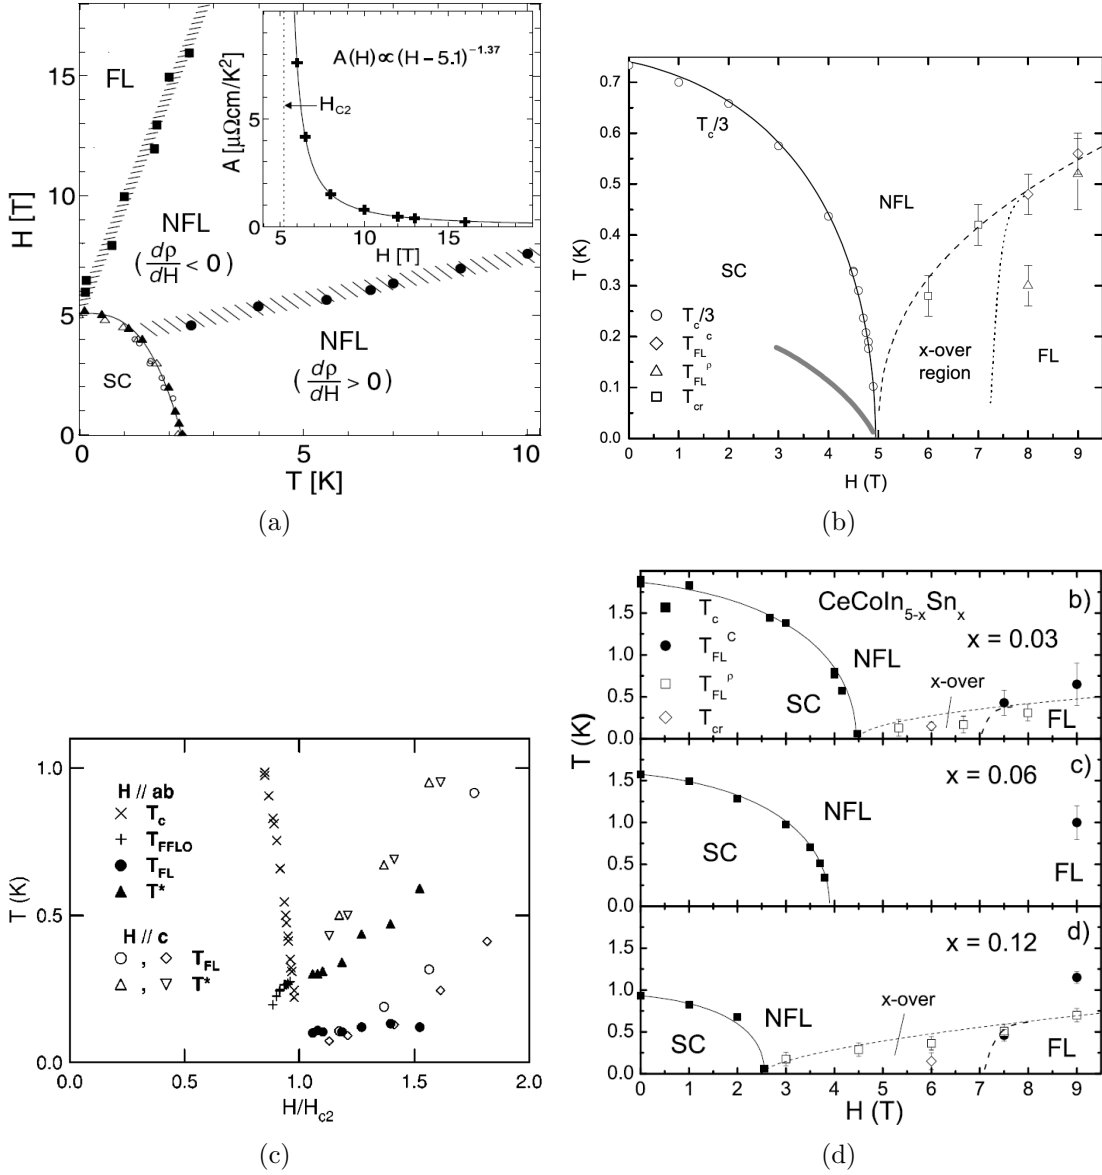 FL
NFL
( dρ/dH < 0 )
NFL
( dρ/dH > 0 )
SC
A(H)∝(H−5.1)^−1.37
H_C2
A [μΩcm/K²]
5
0
5
10
15
H [T]
H [T]
15
10
5
0
0
5
10
T [K]
(a)
0.7
0.6
0.5
0.4
0.3
0.2
0.1
0.0
T (K)
T_c/3
NFL
SC
T_c/3
T_FL^c
T_FL^ρ
T_cr
x-over
region
FL
0 1 2 3 4 5 6 7 8 9
H (T)
(b)
1.0
0.5
0.0
T (K)
H // ab
T_c
T_FFLO
T_FL
T*
H // c
, T_FL
, T*
0.0 0.5 1.0 1.5 2.0
H/H_c2
(c)
T (K)
1.5
1.0
0.5
0.0
T_c
T_FL^C
T_FL^ρ
T_cr
CeCoIn_5-xSn_x b)
x = 0.03
NFL
x-over
SC
FL
1.5
1.0
0.5
0.0
x = 0.06 c)
NFL
SC
FL
1.5
1.0
0.5
0.0
x = 0.12 d)
x-over
NFL
SC
FL
0 1 2 3 4 5 6 7 8 9
H (T)
(d)